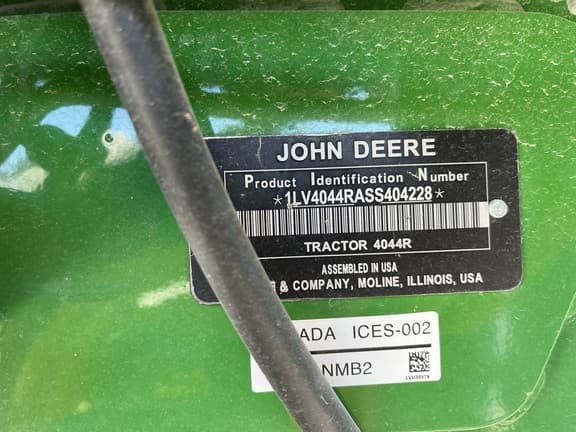 JOHN DEERE
Product Identification Number
*1LV4044RASS404228*
TRACTOR 4044R
ASSEMBLED IN USA
& COMPANY, MOLINE, ILLINOIS, USA
ADA ICES-002
NMB2